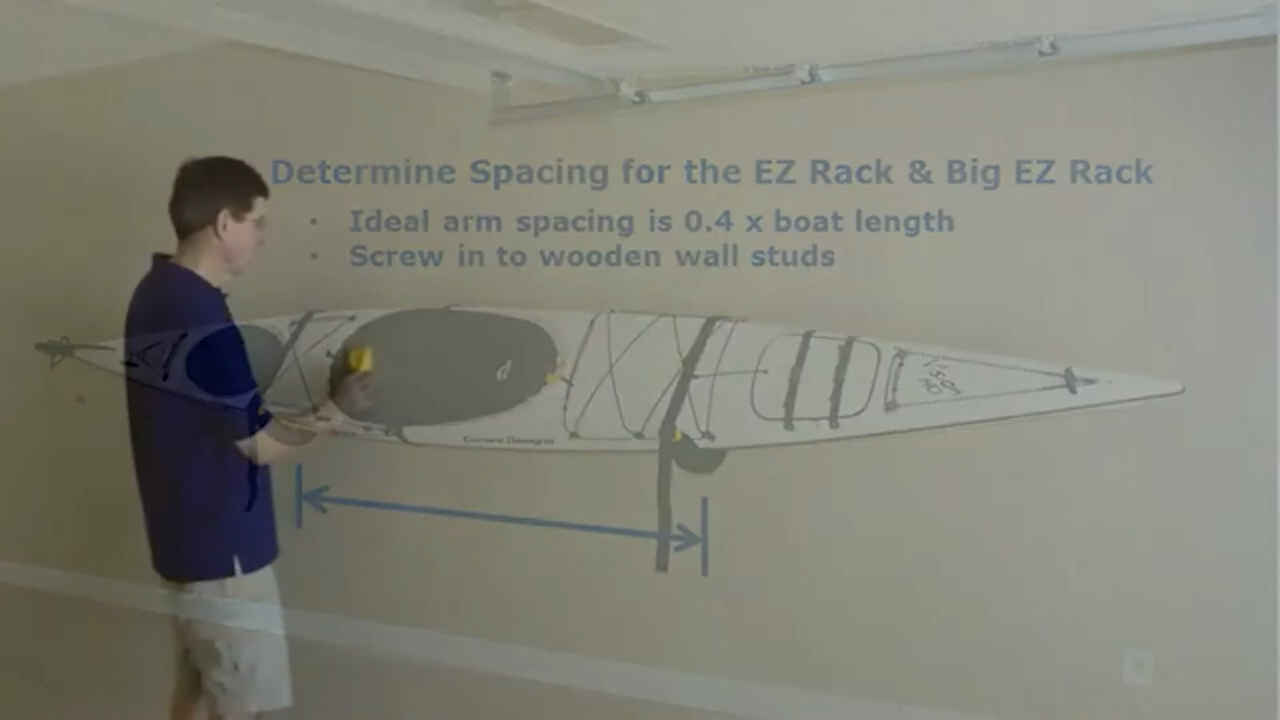 Determine Spacing for the EZ Rack & Big EZ Rack
· Ideal arm spacing is 0.4 x boat length
· Screw in to wooden wall studs